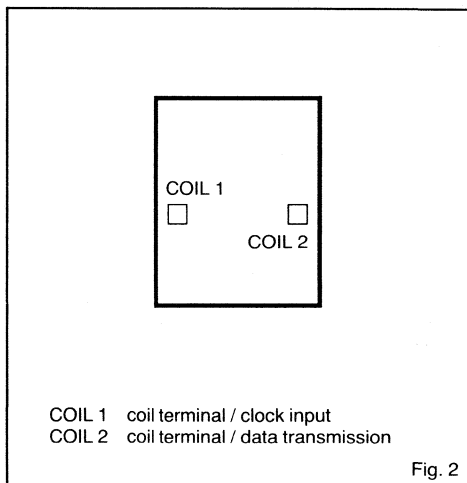 COIL 1
COIL 2
COIL 1 coil terminal / clock input
COIL 2 coil terminal / data transmission
Fig. 2